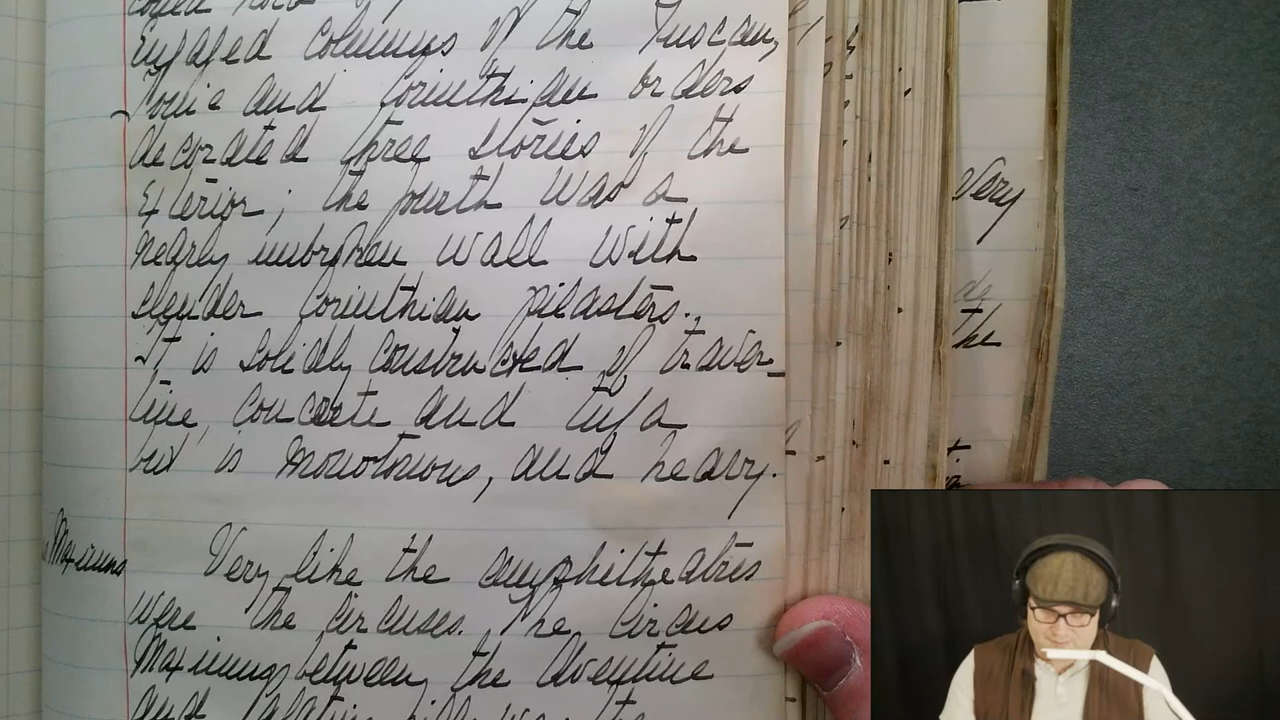 Engaged columns of the Tuscan,
Ionic and Corinthian orders
decorated three stories of the
Exterior; the fourth was a
nearly unbroken wall with
slender Corinthian pilasters.
It is solidly constructed of traver-
tine, concrete and tufa
but is monotonous, and heavy.
Maximus
Very like the amphitheatres
were the circuses. The Circus
Maximus between the Aventine
and
Very
the